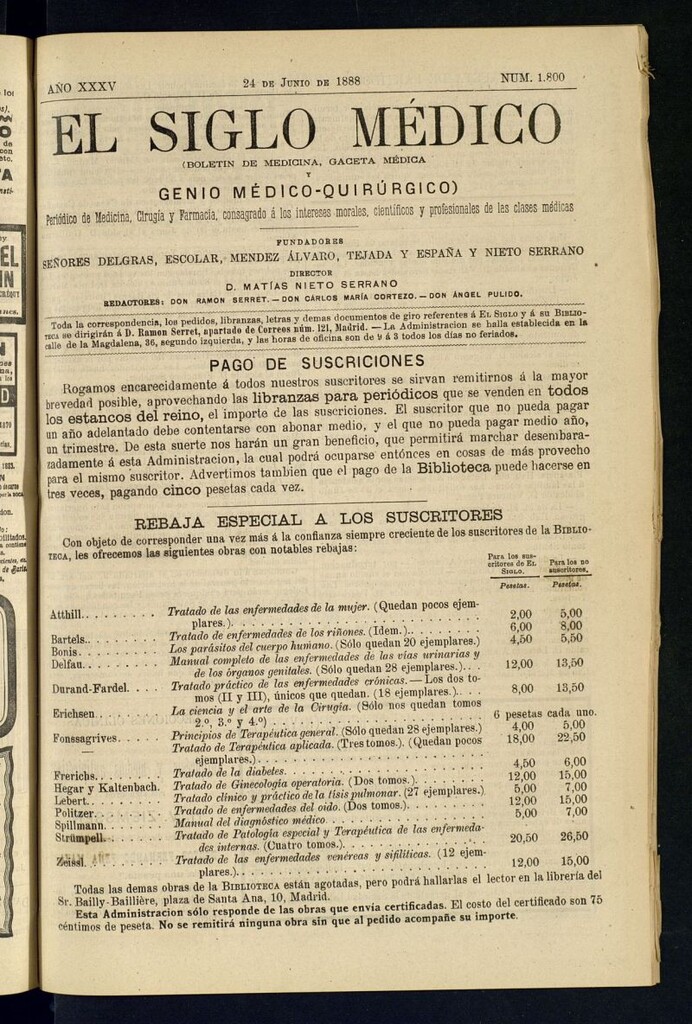 AÑO XXXV 24 DE JUNIO DE 1888 NUM. 1.800
EL SIGLO MÉDICO
(BOLETIN DE MEDICINA, GACETA MÉDICA
Y
GENIO MÉDICO-QUIRÚRGICO)
Periódico de Medicina, Cirugía y Farmacia, consagrado á los intereses morales, científicos y profesionales de las clases médicas
FUNDADORES
SEÑORES DELGRAS, ESCOLAR, MENDEZ ÁLVARO, TEJADA Y ESPAÑA Y NIETO SERRANO
DIRECTOR
D. MATÍAS NIETO SERRANO
REDACTORES: DON RAMON SERRET.—DON CÁRLOS MARÍA CORTEZO.—DON ÁNGEL PULIDO.
Toda la correspondencia, los pedidos, libranzas, letras y demas documentos de giro referentes á EL SIGLO y á su BIBLIO-
TECA se dirigirán á D. Ramon Serret, apartado de Correos núm. 121, Madrid. — La Administracion se halla establecida en la
calle de la Magdalena, 36, segundo izquierda, y las horas de oficina son de 9 á 3 todos los días no feriados.
PAGO DE SUSCRICIONES
Rogamos encarecidamente á todos nuestros suscritores se sirvan remitirnos á la mayor
brevedad posible, aprovechando las libranzas para periódicos que se venden en todos
los estancos del reino, el importe de las suscriciones. El suscritor que no pueda pagar
un año adelantado debe contentarse con abonar medio, y el que no pueda pagar medio año,
un trimestre. De esta suerte nos harán un gran beneficio, que permitirá marchar desembara-
zadamente á esta Administracion, la cual podrá ocuparse entónces en cosas de más provecho
para el mismo suscritor. Advertimos tambien que el pago de la Biblioteca puede hacerse en
tres veces, pagando cinco pesetas cada vez.
REBAJA ESPECIAL A LOS SUSCRITORES
Con objeto de corresponder una vez más á la confianza siempre creciente de los suscritores de la BIBLIO-
TECA, les ofrecemos las siguientes obras con notables rebajas:
Para los sus-
critores de EL
SIGLO. Para los no
suscritores.
Pesetas. Pesetas.
Atthill........ Tratado de las enfermedades de la mujer. (Quedan pocos ejem-
plares.)........ 2,00 5,00
Bartels........ Tratado de enfermedades de los riñones. (Idem.)........ 6,00 8,00
Bonis........ Los parásitos del cuerpo humano. (Sólo quedan 20 ejemplares.) 4,50 5,50
Delfau........ Manual completo de las enfermedades de las vías urinarias y
de los órganos genitales. (Sólo quedan 28 ejemplares.)... 12,00 13,50
Durand-Fardel.... Tratado práctico de las enfermedades crónicas. — Los dos to-
mos (II y III), únicos que quedan. (18 ejemplares.)... 8,00 13,50
Erichsen........ La ciencia y el arte de la Cirugía. (Sólo nos quedan tomos
2.º, 3.º y 4.º)........ 6 pesetas cada uno.
Fonssagrives...... Principios de Terapéutica general. (Sólo quedan 28 ejemplares) 4,00 5,00
Tratado de Terapéutica aplicada. (Tres tomos.). (Quedan pocos
ejemplares.)........ 18,00 22,50
Frerichs........ Tratado de la diabetes........ 4,50 6,00
Hegar y Kaltenbach. Tratado de Ginecología operatoria. (Dos tomos.)........ 12,00 15,00
Lebert........ Tratado clínico y práctico de la tisis pulmonar. (27 ejemplares.) 5,00 7,00
Politzer........ Tratado de enfermedades del oido. (Dos tomos.)........ 12,00 15,00
Spillmann........ Manual del diagnóstico médico........ 5,00 7,00
Strümpell........ Tratado de Patología especial y Terapéutica de las enfermeda-
des internas. (Cuatro tomos.)........ 20,50 26,50
Zeissl........ Tratado de las enfermedades venéreas y sifilíticas. (12 ejem-
plares.)........ 12,00 15,00
Todas las demas obras de la BIBLIOTECA están agotadas, pero podrá hallarlas el lector en la librería del
Sr. Bailly-Baillière, plaza de Santa Ana, 10, Madrid.
Esta Administracion sólo responde de las obras que envía certificadas. El costo del certificado son 75
céntimos de peseta. No se remitirá ninguna obra sin que al pedido acompañe su importe.